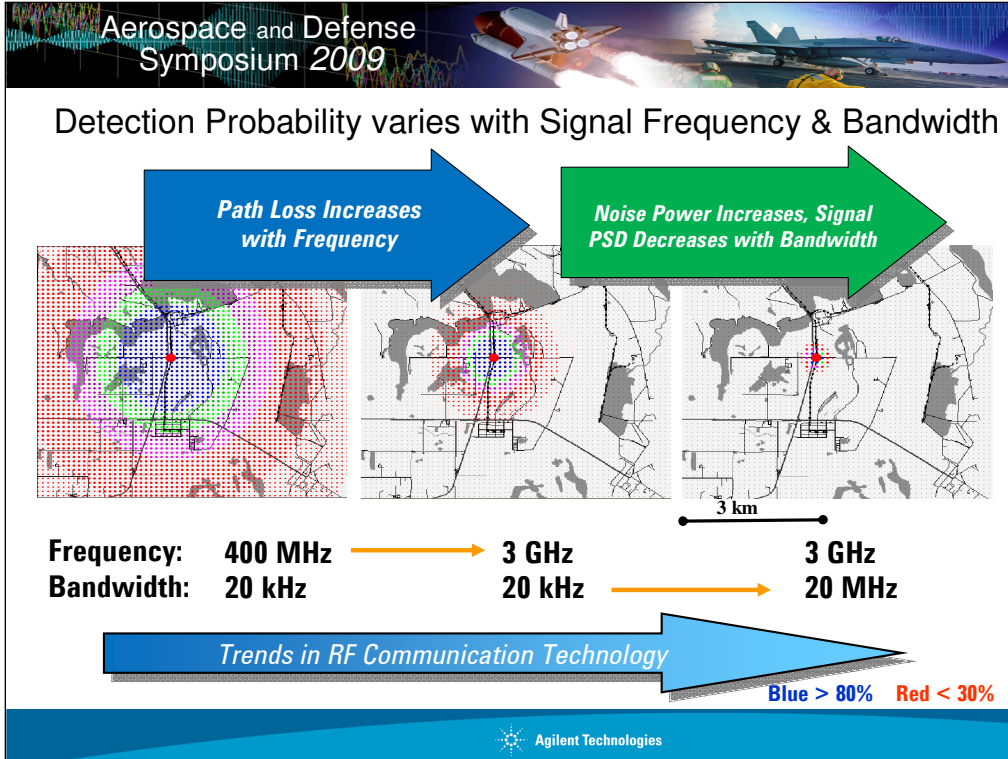 Aerospace and Defense
Symposium 2009
Detection Probability varies with Signal Frequency & Bandwidth
Path Loss Increases
with Frequency
Noise Power Increases, Signal
PSD Decreases with Bandwidth
3 km
Frequency: 400 MHz 3 GHz 3 GHz
Bandwidth: 20 kHz 20 kHz 20 MHz
Trends in RF Communication Technology
Blue > 80% Red < 30%
Agilent Technologies